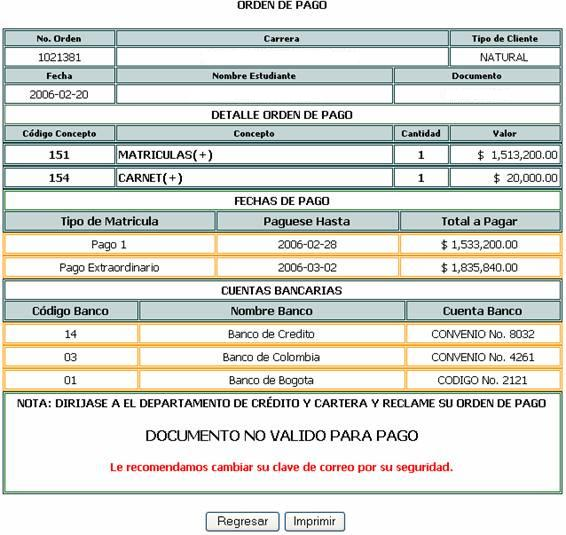 ORDEN DE PAGO
No. Orden Carrera Tipo de Cliente
1021381 NATURAL
Fecha Nombre Estudiante Documento
2006-02-20
DETALLE ORDEN DE PAGO
Código Concepto Concepto Cantidad Valor
151 MATRICULAS(+) 1 $ 1,513,200.00
154 CARNET(+) 1 $ 20,000.00
FECHAS DE PAGO
Tipo de Matricula Paguese Hasta Total a Pagar
Pago 1 2006-02-28 $ 1,533,200.00
Pago Extraordinario 2006-03-02 $ 1,835,840.00
CUENTAS BANCARIAS
Código Banco Nombre Banco Cuenta Banco
14 Banco de Credito CONVENIO No. 8032
03 Banco de Colombia CONVENIO No. 4261
01 Banco de Bogota CODIGO No. 2121
NOTA: DIRIJASE A EL DEPARTAMENTO DE CRÉDITO Y CARTERA Y RECLAME SU ORDEN DE PAGO
DOCUMENTO NO VALIDO PARA PAGO
Le recomendamos cambiar su clave de correo por su seguridad.
Regresar Imprimir